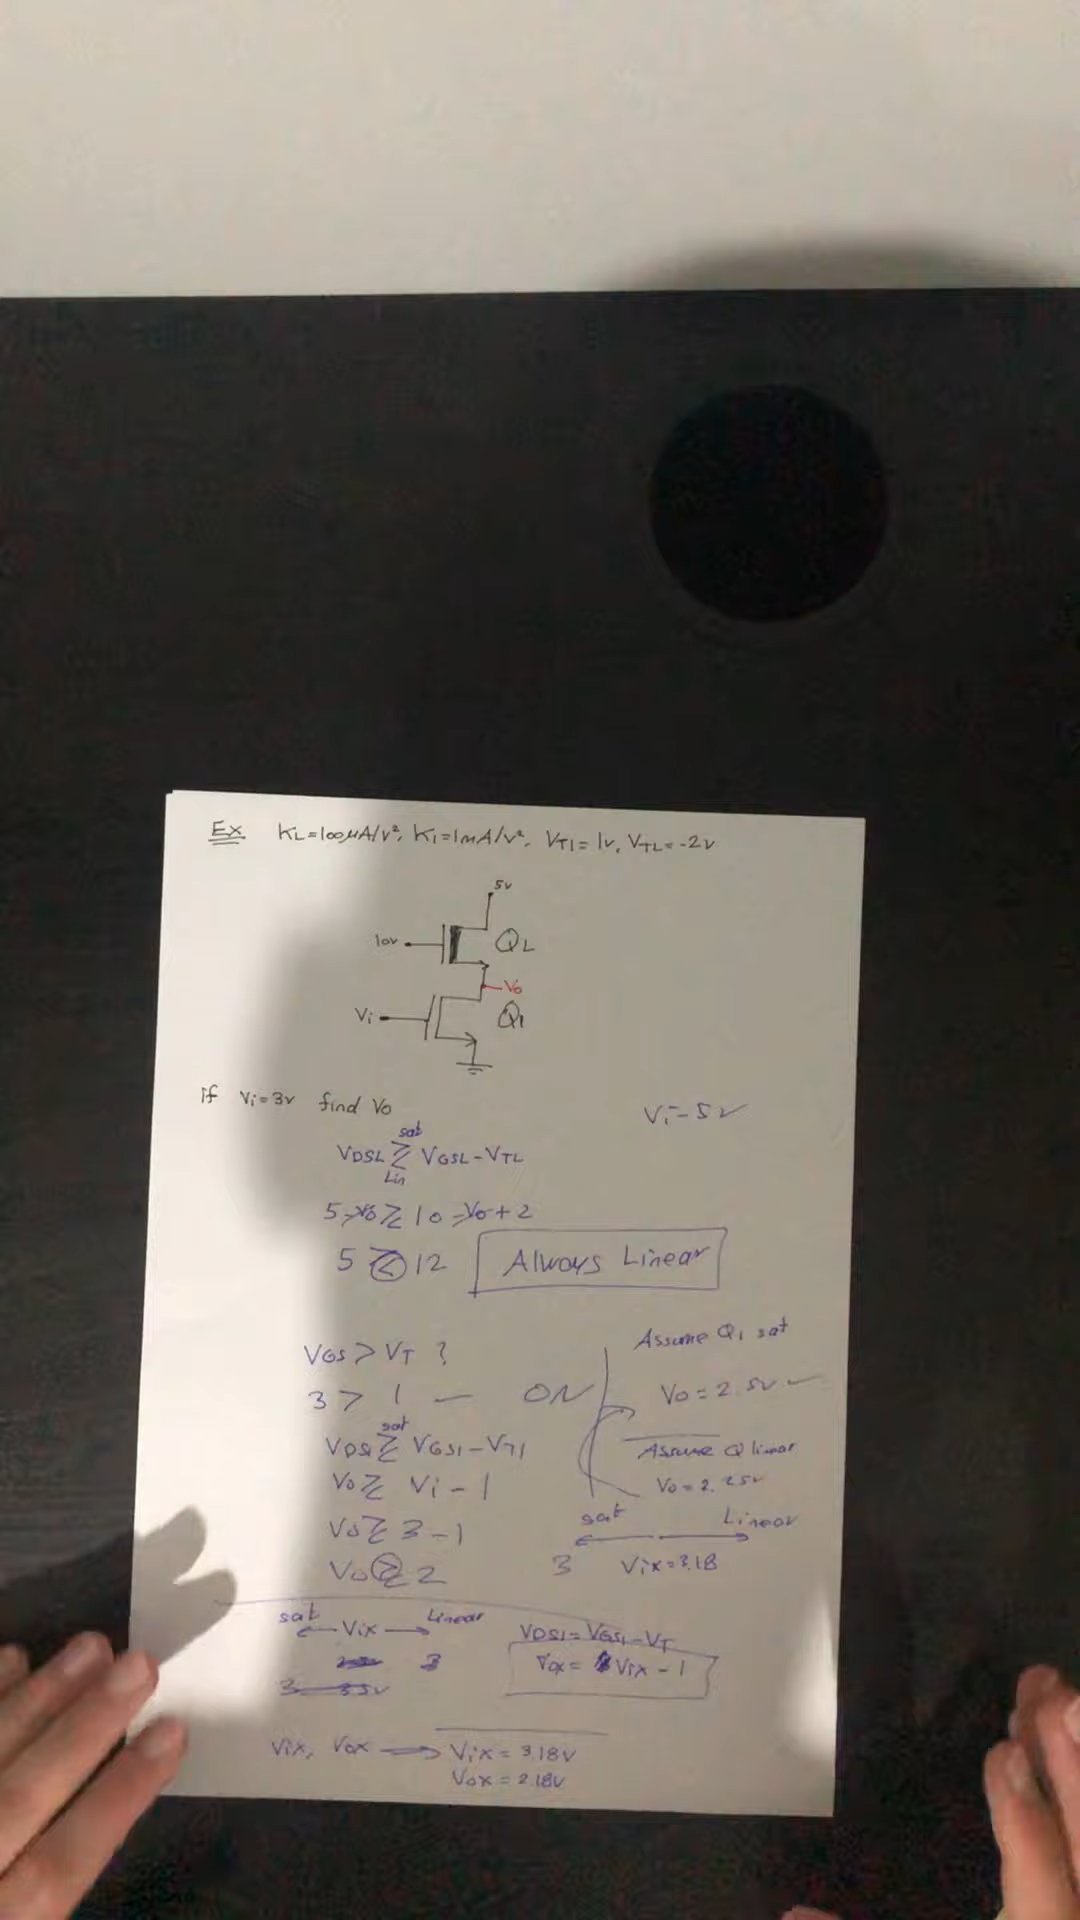 Ex KL=100μA/V², K1=1mA/V², VT1=1V, VTL=-2V
5V
10V
QL
Vo
Vi
Q1
If Vi=3V find Vo
Vi=5V
sat
VDSL ≷ VGSL-VTL
Lin
5-Vo ≷ 10-Vo+2
5 < 12 Always Linear
Assume Q1 sat
VGS > VT ?
3 > 1 — ON
Vo = 2.5V
sat
VDS1 ≷ VGS1-VT1
Assume Q linear
Vo ≷ Vi - 1
Vo = 2.25V
Vo ≷ 3 - 1
sat Linear
Vo ≷ 2
3 Vix=3.18
sat ← Vix → Linear
3
VDS1=VGS1-VT
Vox = Vix - 1
Vix, Vox → Vix = 3.18V
Vox = 2.18V